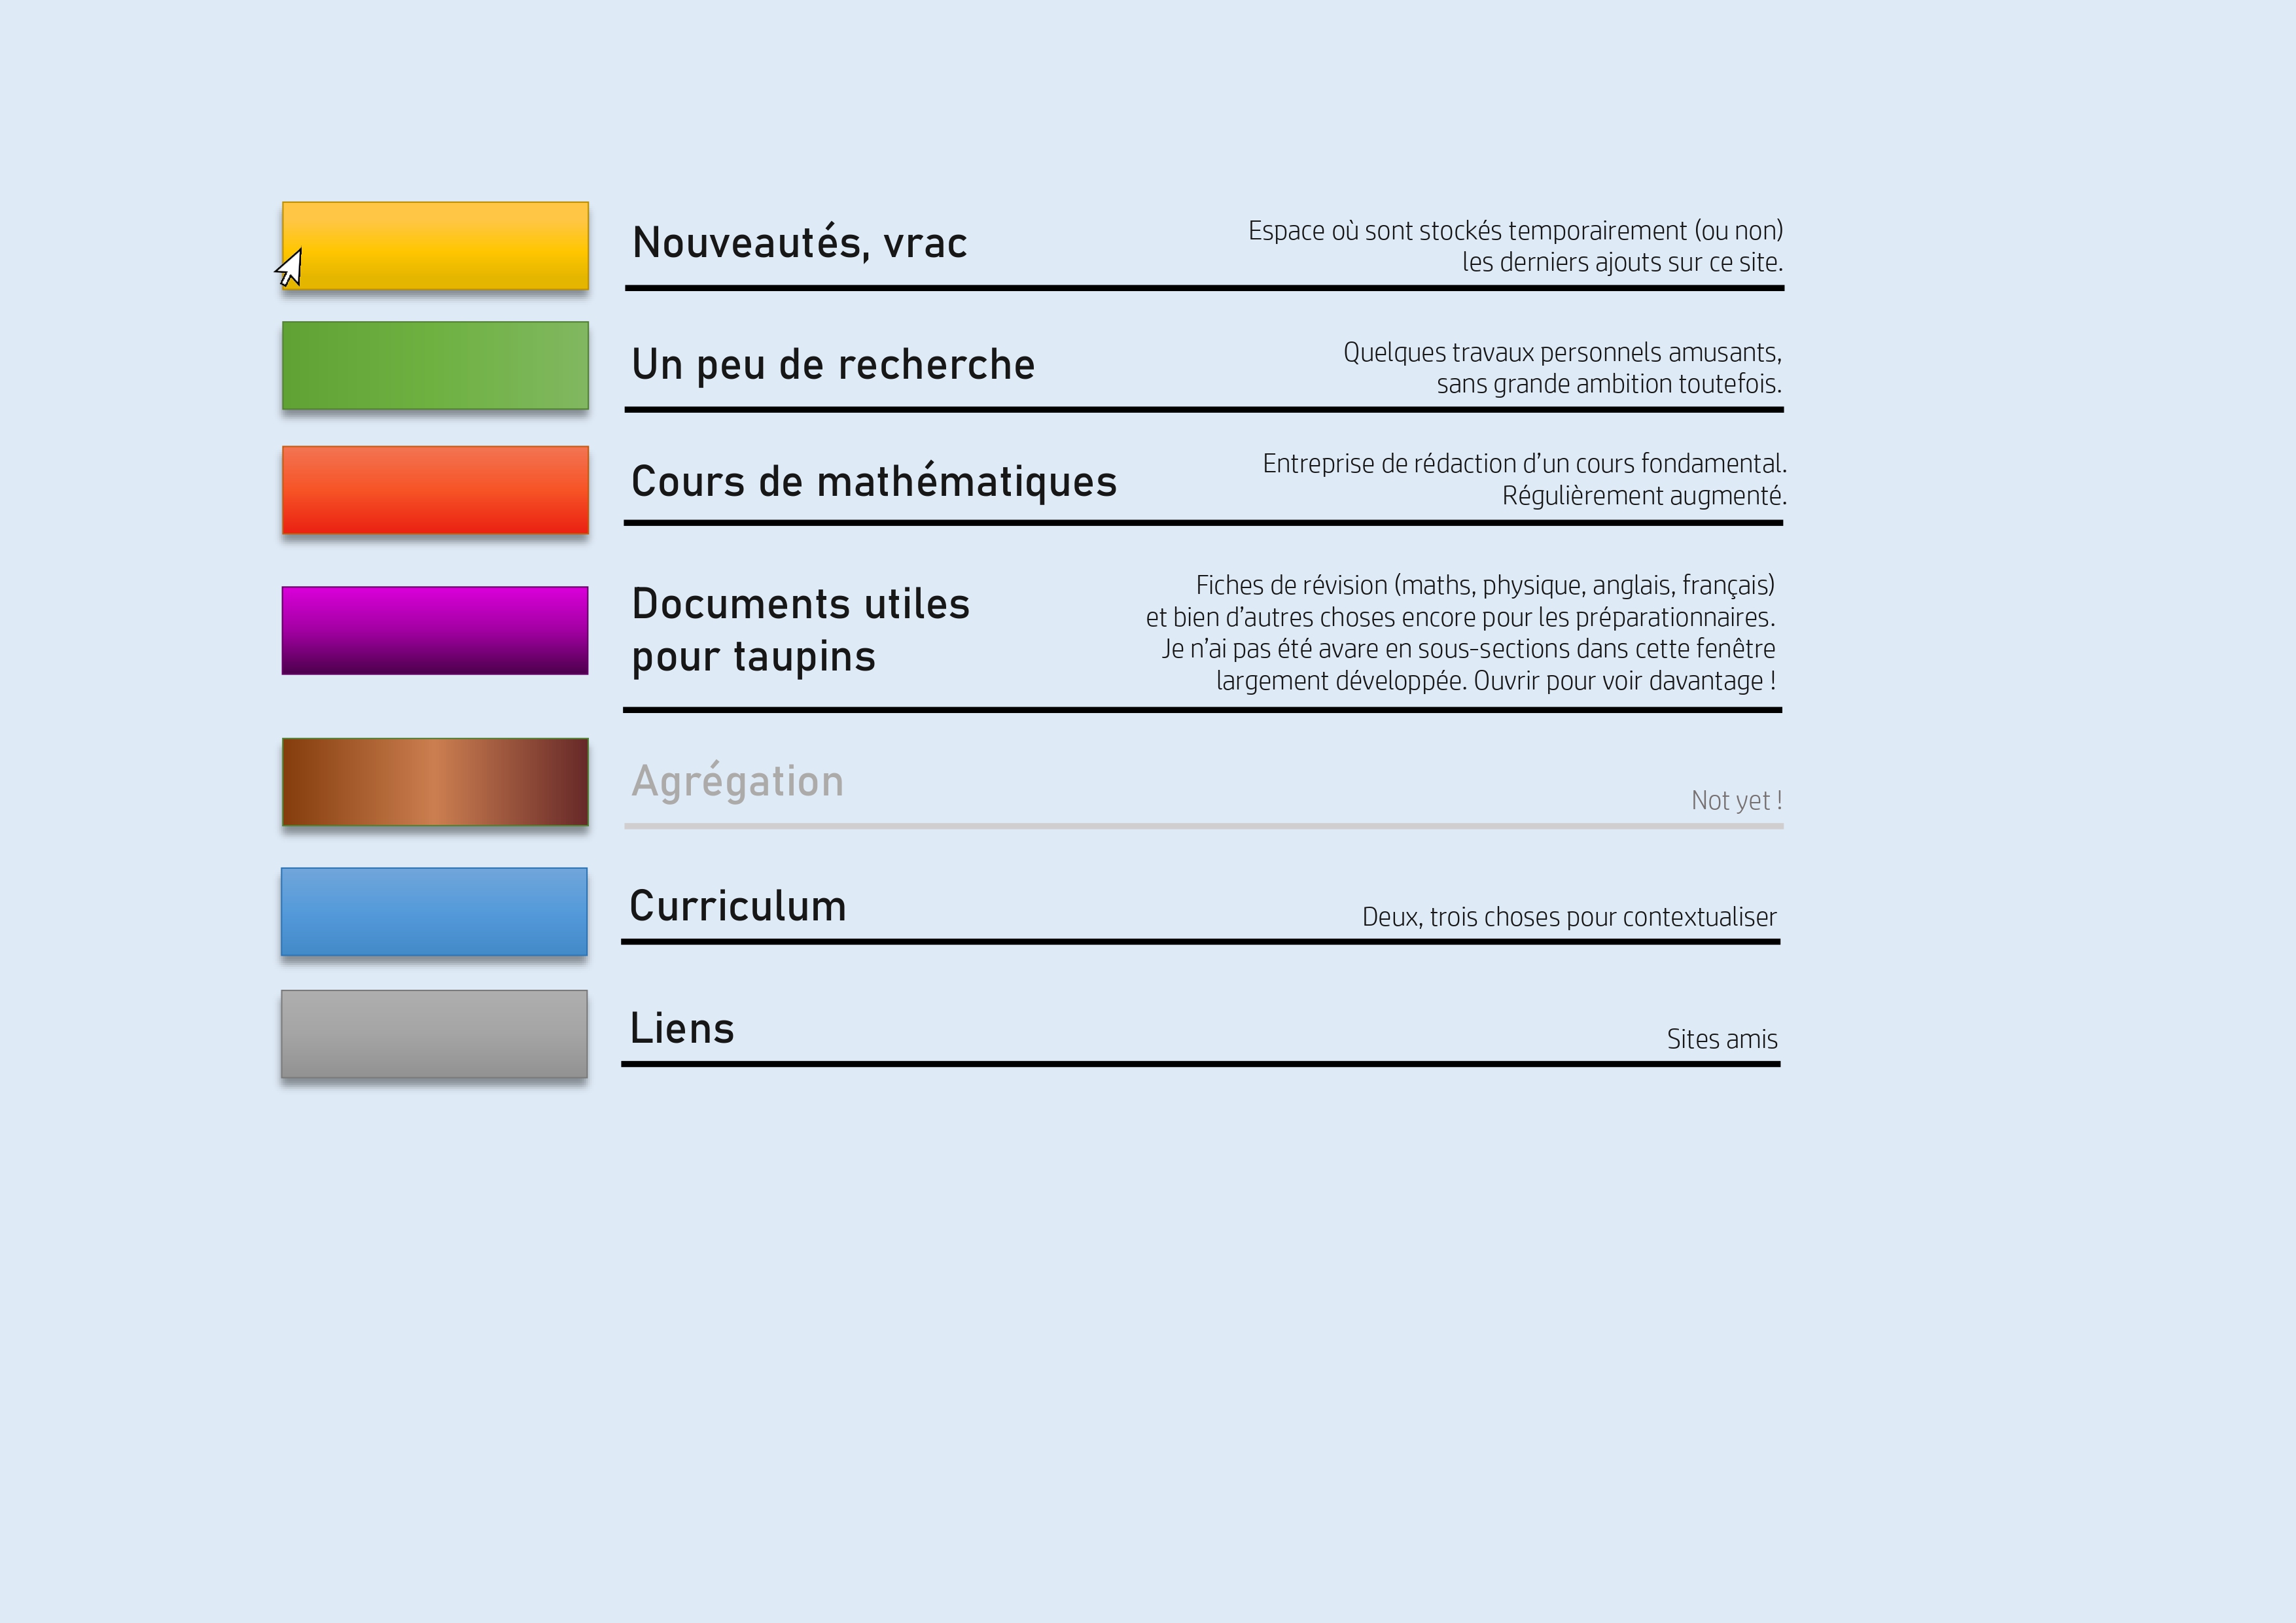 Nouveautés, vrac
Espace où sont stockés temporairement (ou non)
les derniers ajouts sur ce site.
Un peu de recherche
Quelques travaux personnels amusants,
sans grande ambition toutefois.
Cours de mathématiques
Entreprise de rédaction d’un cours fondamental.
Régulièrement augmenté.
Documents utiles
pour taupins
Fiches de révision (maths, physique, anglais, français)
et bien d’autres choses encore pour les préparationnaires.
Je n’ai pas été avare en sous-sections dans cette fenêtre
largement développée. Ouvrir pour voir davantage !
Agrégation
Not yet !
Curriculum
Deux, trois choses pour contextualiser
Liens
Sites amis